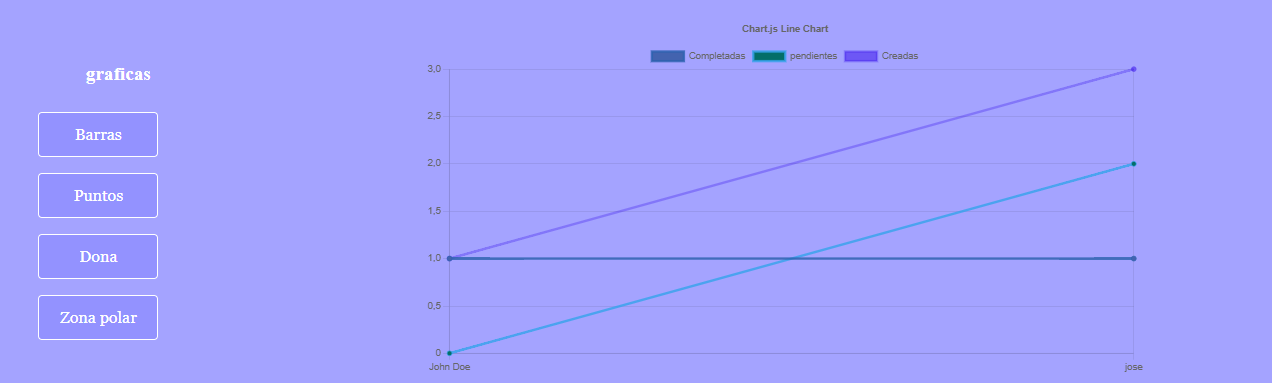 graficas
Barras
Puntos
Dona
Zona polar
Chart.js Line Chart
Completadas pendientes Creadas
3,0
2,5
2,0
1,5
1,0
0,5
0
John Doe jose